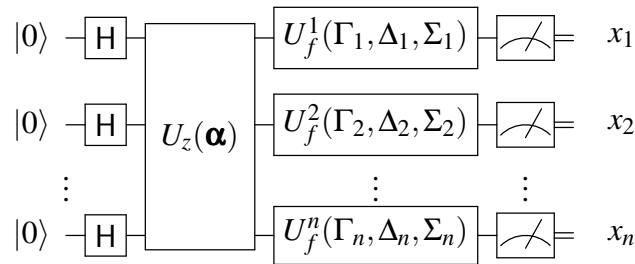 |0⟩ H U_f^1(Γ_1, Δ_1, Σ_1) x_1
|0⟩ H U_z(α) U_f^2(Γ_2, Δ_2, Σ_2) x_2
⋮ ⋮ ⋮
|0⟩ H U_f^n(Γ_n, Δ_n, Σ_n) x_n